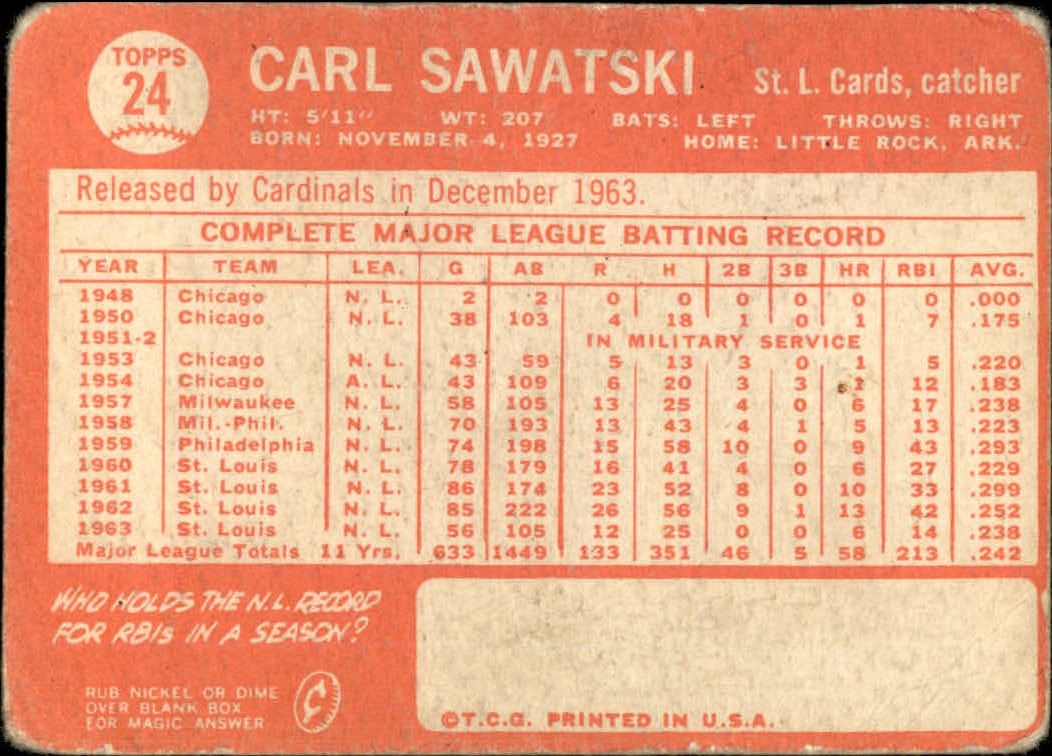 TOPPS
24
CARL SAWATSKI St. L. Cards, catcher
HT: 5'11" WT: 207 BATS: LEFT THROWS: RIGHT
BORN: NOVEMBER 4, 1927 HOME: LITTLE ROCK, ARK.
Released by Cardinals in December 1963.
COMPLETE MAJOR LEAGUE BATTING RECORD
YEAR TEAM LEA. G AB R H 2B 3B HR RBI AVG.
1948 Chicago N. L. 2 2 0 0 0 0 0 0 .000
1950 Chicago N. L. 38 103 4 18 1 0 1 7 .175
1951-2 IN MILITARY SERVICE
1953 Chicago N. L. 43 59 5 13 3 0 1 5 .220
1954 Chicago A. L. 43 109 6 20 3 3 1 12 .183
1957 Milwaukee N. L. 58 105 13 25 4 0 6 17 .238
1958 Mil.-Phil. N. L. 70 193 13 43 4 1 5 13 .223
1959 Philadelphia N. L. 74 198 15 58 10 0 9 43 .293
1960 St. Louis N. L. 78 179 16 41 4 0 6 27 .229
1961 St. Louis N. L. 86 174 23 52 8 0 10 33 .299
1962 St. Louis N. L. 85 222 26 56 9 1 13 42 .252
1963 St. Louis N. L. 56 105 12 25 0 0 6 14 .238
Major League Totals 11 Yrs. 633 1449 133 351 46 5 58 213 .242
WHO HOLDS THE N.L. RECORD
FOR RBIs IN A SEASON?
RUB NICKEL OR DIME
OVER BLANK BOX
FOR MAGIC ANSWER
©T.C.G. PRINTED IN U.S.A.